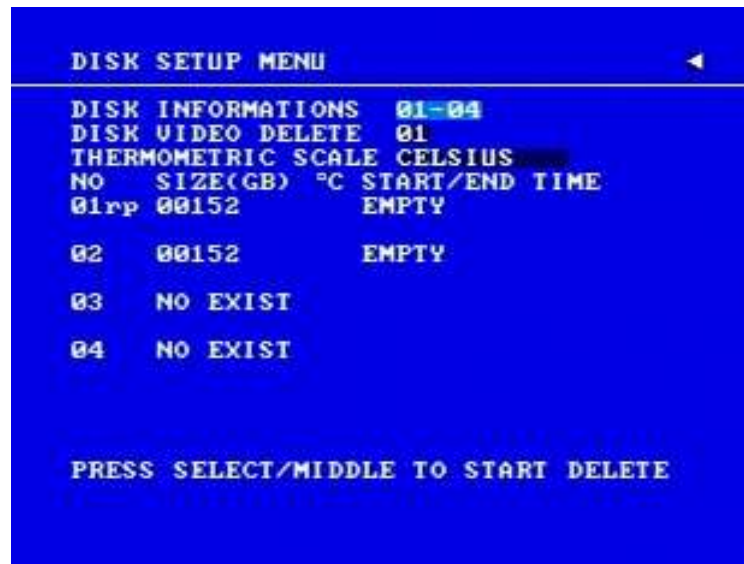 DISK SETUP MENU
DISK INFORMATIONS 01-04
DISK VIDEO DELETE 01
THERMOMETRIC SCALE CELSIUS
NO SIZE(GB) °C START/END TIME
01rp 00152 EMPTY
02 00152 EMPTY
03 NO EXIST
04 NO EXIST
PRESS SELECT/MIDDLE TO START DELETE